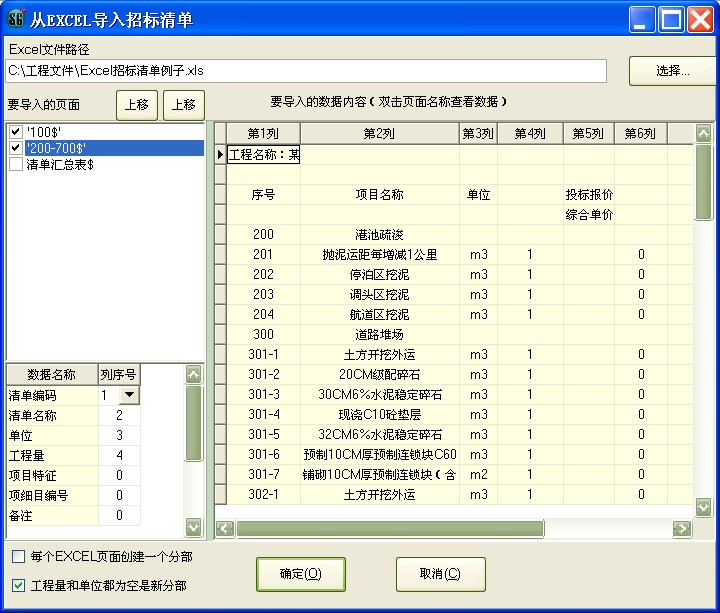 从EXCEL导入招标清单
Excel文件路径
C:\工程文件\Excel招标清单例子.xls
选择...
要导入的页面 上移 上移
要导入的数据内容(双击页面名称查看数据)
'100$'
'200-700$'
清单汇总表$
数据名称 列序号
清单编码 1
清单名称 2
单位 3
工程量 4
项目特征 0
项细目编号 0
备注 0
第1列 第2列 第3列 第4列 第5列 第6列
工程名称:某
序号 项目名称 单位 投标报价
综合单价
200 港池疏浚
201 抛泥运距每增减1公里 m3 1 0
202 停泊区挖泥 m3 1 0
203 调头区挖泥 m3 1 0
204 航道区挖泥 m3 1 0
300 道路堆场
301-1 土方开挖外运 m3 1 0
301-2 20CM级配碎石 m3 1 0
301-3 30CM6%水泥稳定碎石 m3 1 0
301-4 现浇C10砼垫层 m3 1 0
301-5 32CM6%水泥稳定碎石 m3 1 0
301-6 预制10CM厚预制连锁块C60 m3 1 0
301-7 铺砌10CM厚预制连锁块(含 m2 1 0
302-1 土方开挖外运 m3 1 0
每个EXCEL页面创建一个分部
工程量和单位都为空是新分部
确定(O) 取消(C)